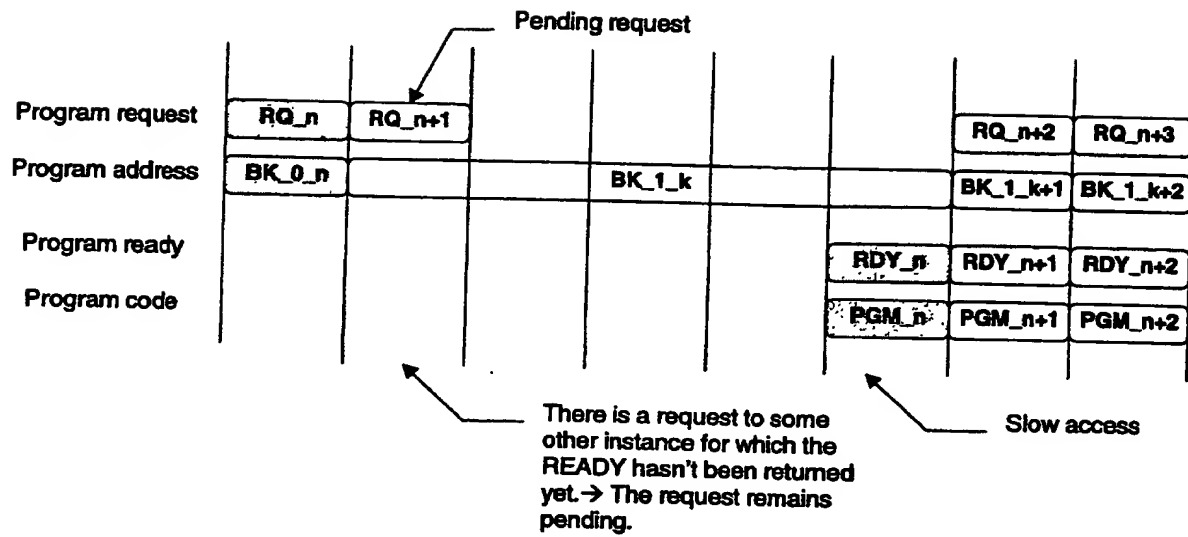 Pending request
Program request RQ_n RQ_n+1 RQ_n+2 RQ_n+3
Program address BK_0_n BK_1_k BK_1_k+1 BK_1_k+2
Program ready RDY_n RDY_n+1 RDY_n+2
Program code PGM_n PGM_n+1 PGM_n+2
There is a request to some
other instance for which the
READY hasn't been returned
yet.→ The request remains
pending.
Slow access